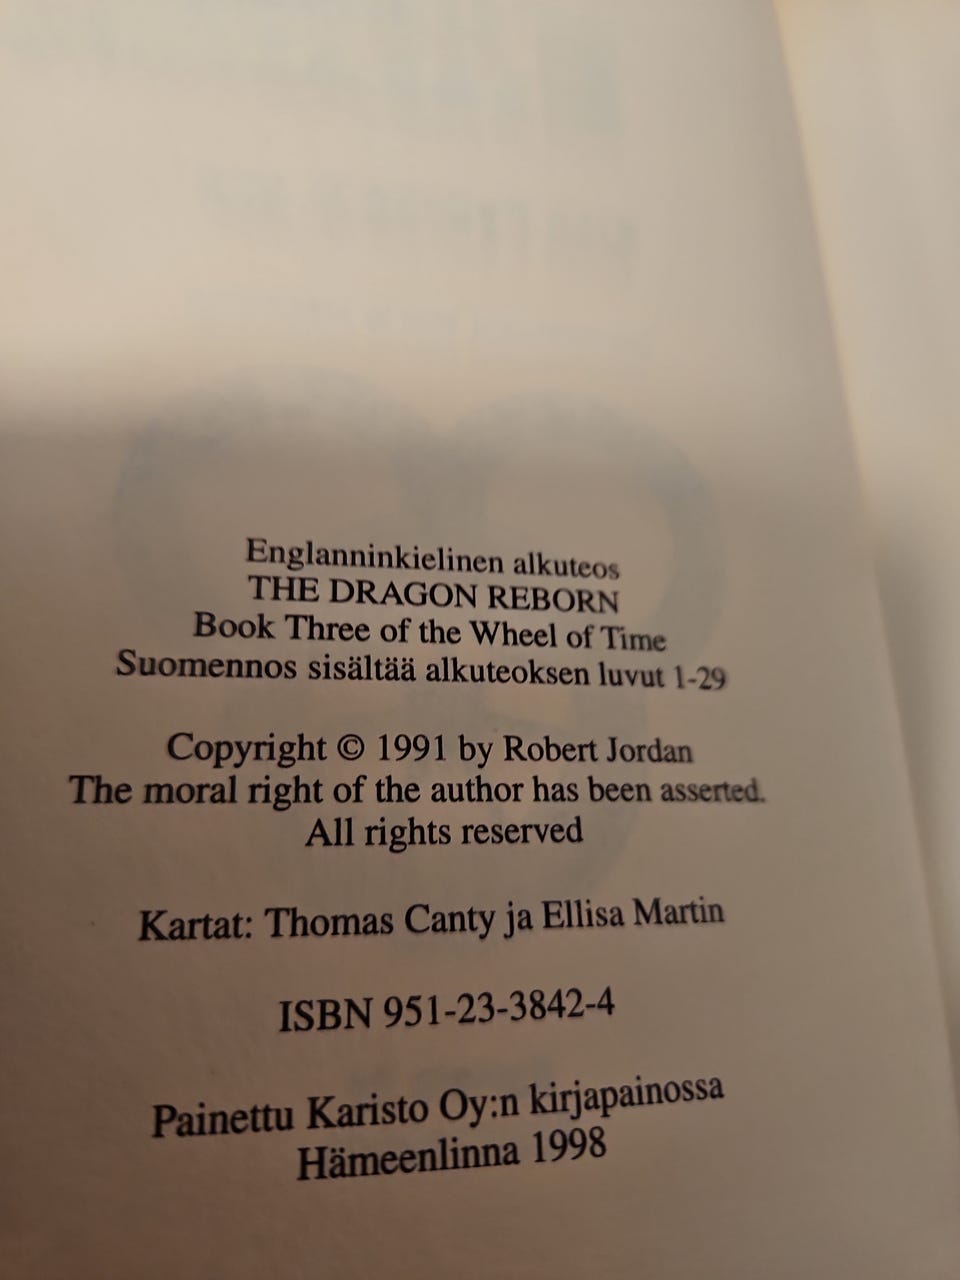 Englanninkielinen alkuteos
THE DRAGON REBORN
Book Three of the Wheel of Time
Suomennos sisältää alkuteoksen luvut 1-29
Copyright © 1991 by Robert Jordan
The moral right of the author has been asserted.
All rights reserved
Kartat: Thomas Canty ja Ellisa Martin
ISBN 951-23-3842-4
Painettu Karisto Oy:n kirjapainossa
Hämeenlinna 1998